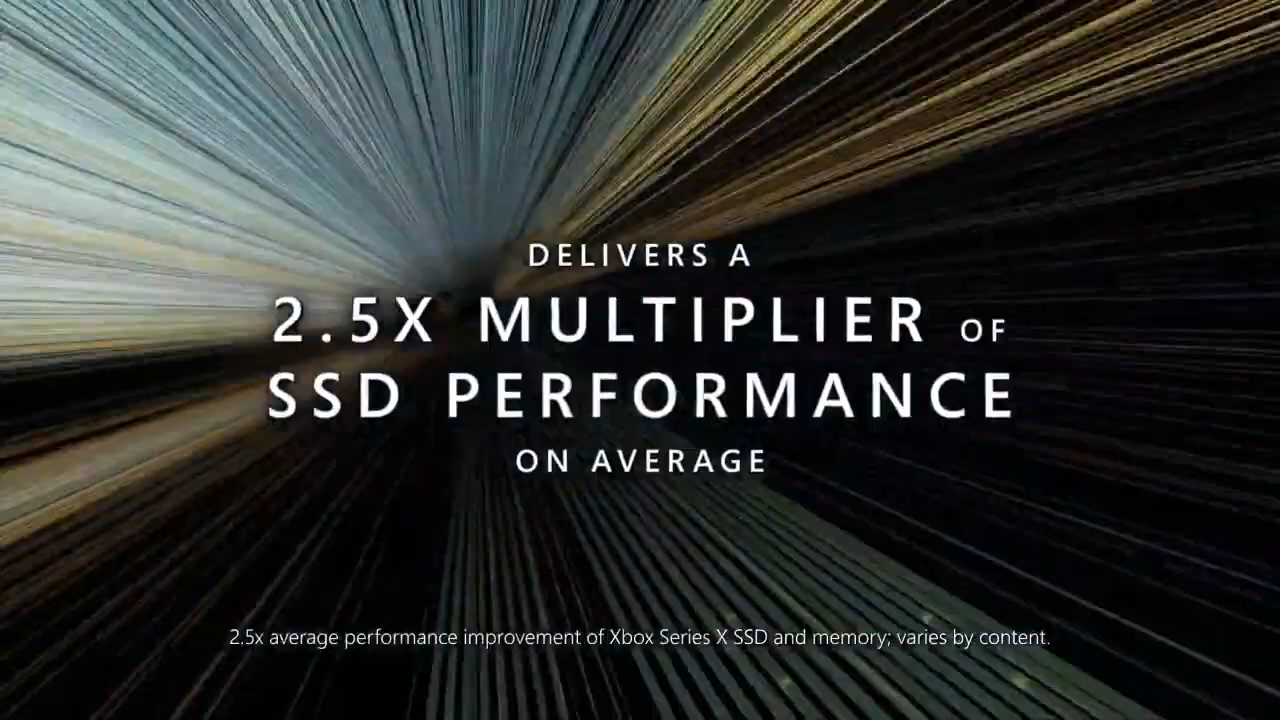 DELIVERS A
2.5X MULTIPLIER OF
SSD PERFORMANCE
ON AVERAGE
2.5x average performance improvement of Xbox Series X SSD and memory; varies by content.